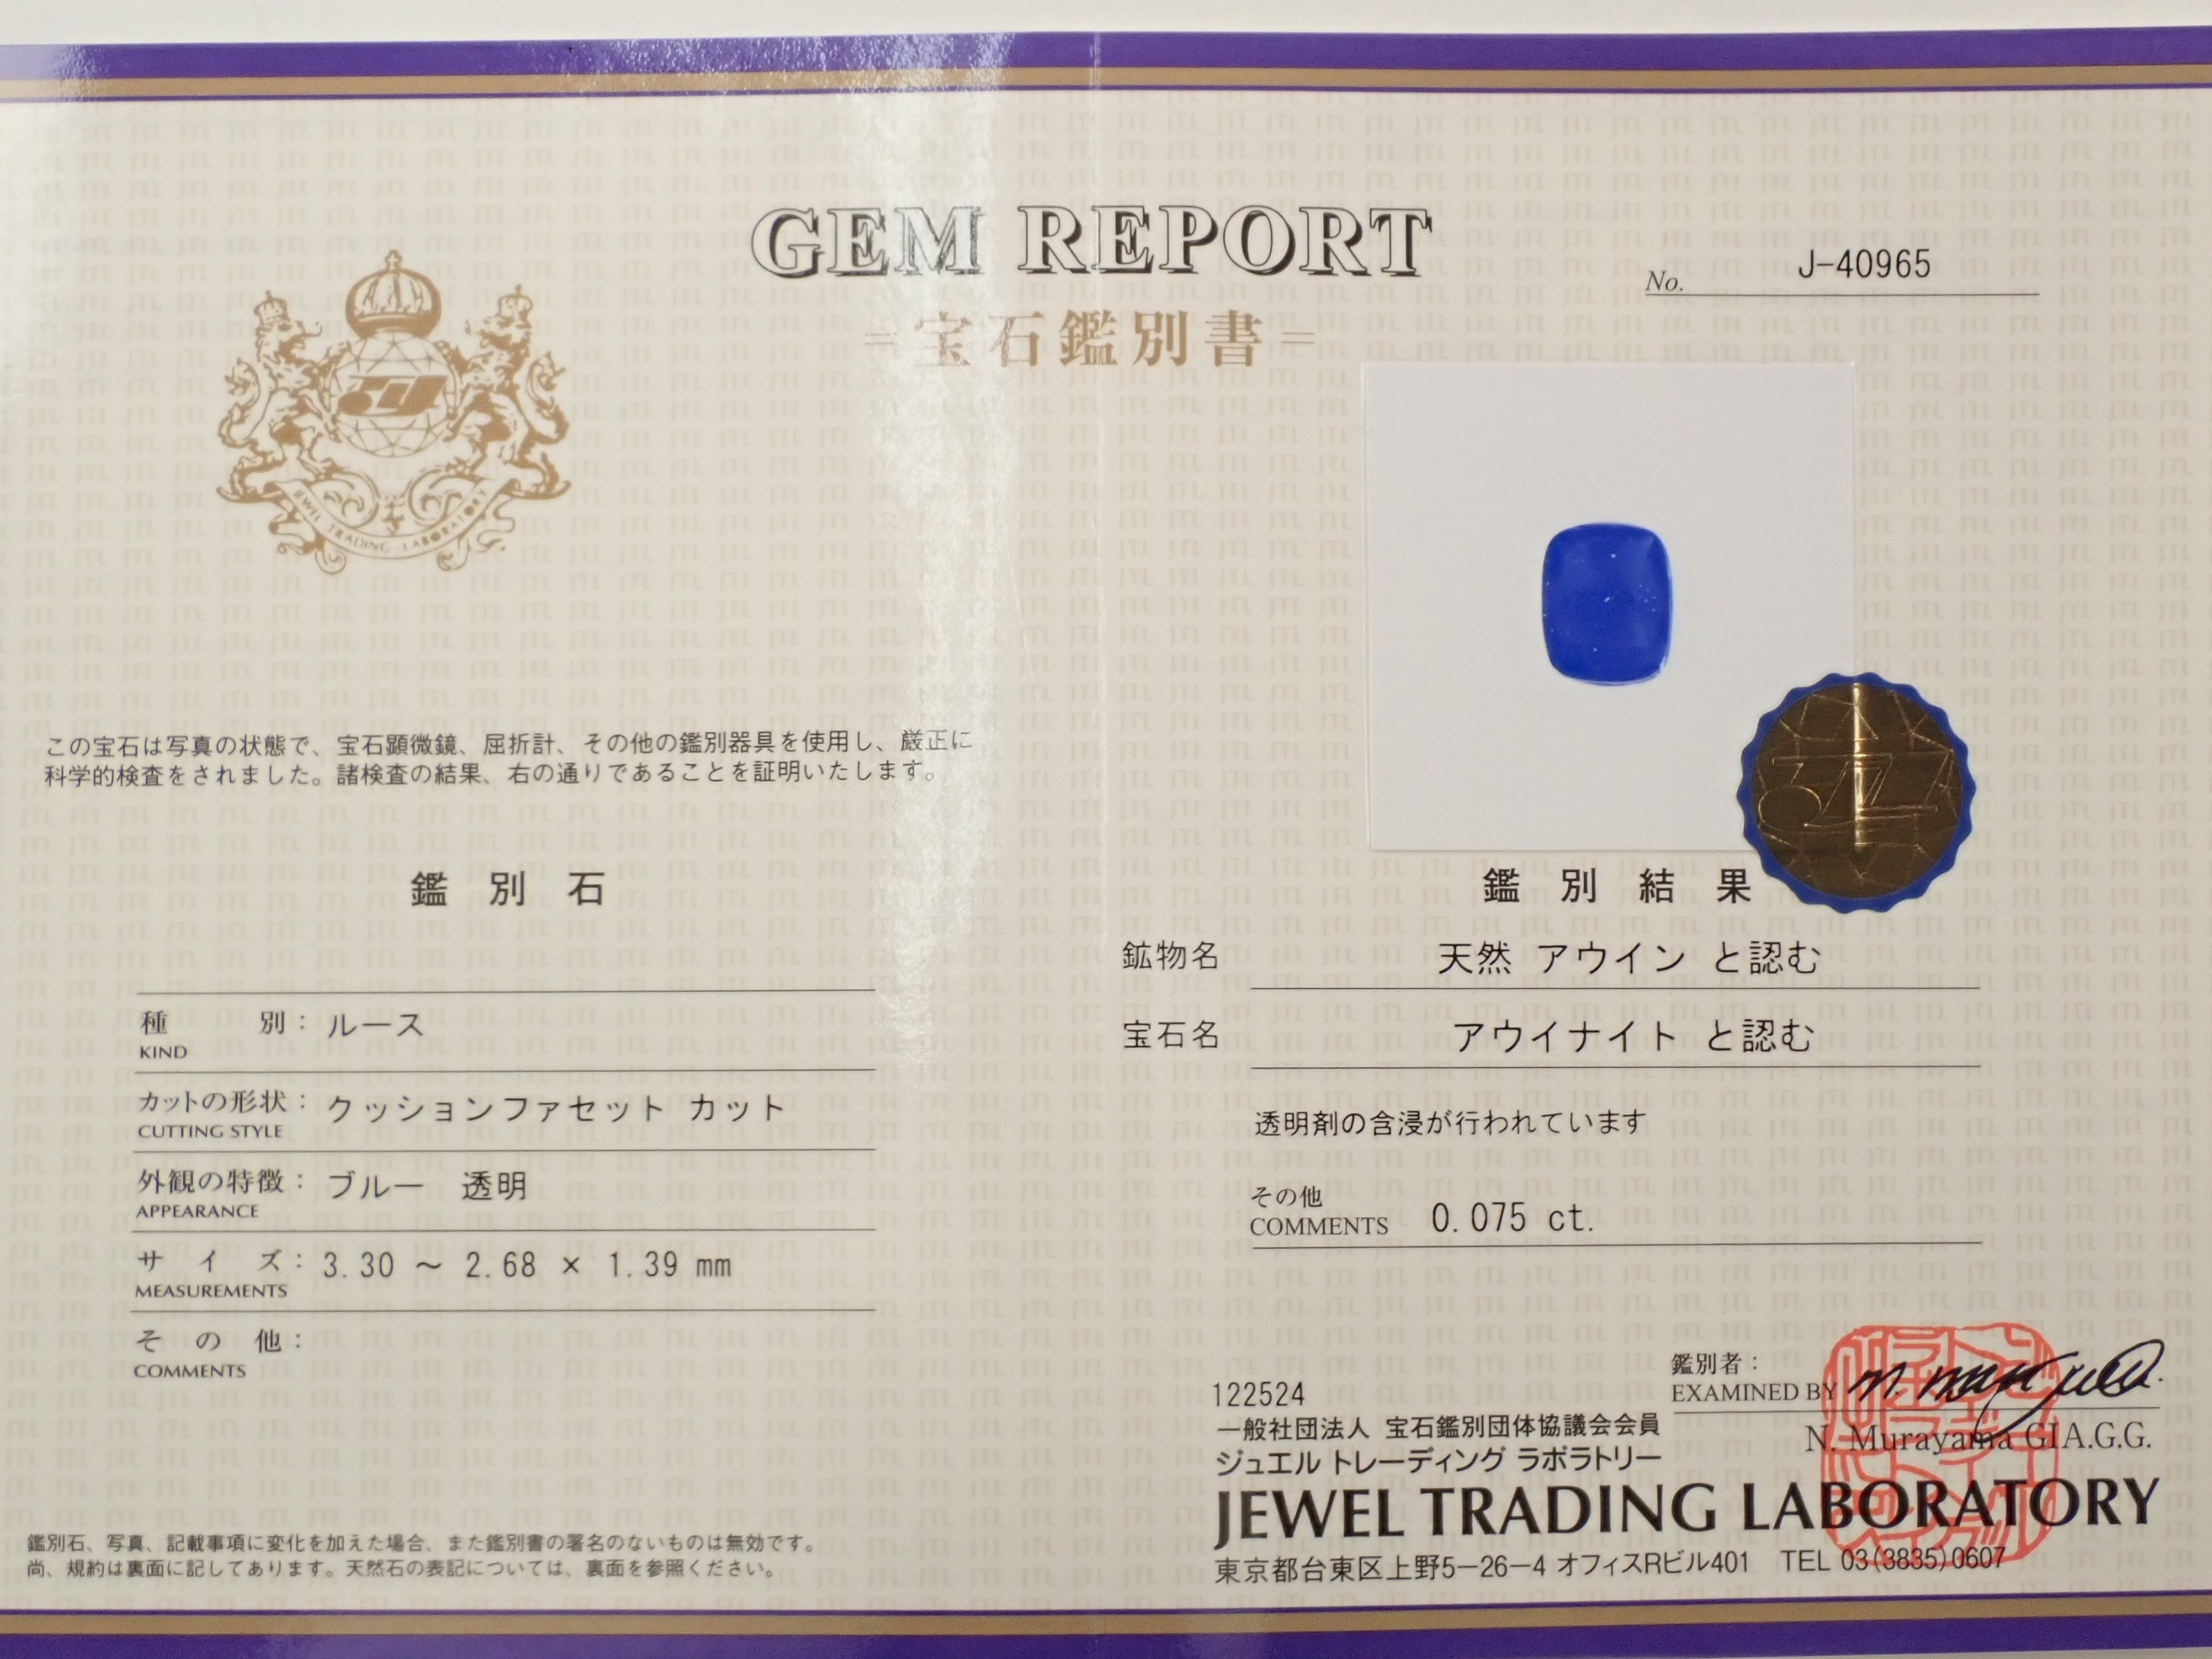 GEM REPORT
=宝石鑑別書=
No. J-40965
JEWEL TRADING LABORATORY
この宝石は写真の状態で、宝石顕微鏡、屈折計、その他の鑑別器具を使用し、厳正に
科学的検査をされました。諸検査の結果、右の通りであることを証明いたします。
鑑別石
種別: ルース
KIND
カットの形状: クッションファセット カット
CUTTING STYLE
外観の特徴: ブルー 透明
APPEARANCE
サイズ: 3.30 ～ 2.68 × 1.39 mm
MEASUREMENTS
その他:
COMMENTS
鑑別石、写真、記載事項に変化を加えた場合、また鑑別書の署名のないものは無効です。
尚、規約は裏面に記してあります。天然石の表記については、裏面を参照ください。
JTL
鑑別結果
鉱物名 天然 アウイン と認む
宝石名 アウイナイト と認む
透明剤の含浸が行われています
その他
COMMENTS 0.075 ct.
鑑別者:
EXAMINED BY
N. Murayama GIA.G.G.
122524
一般社団法人 宝石鑑別団体協議会会員
ジュエル トレーディング ラボラトリー
JEWEL TRADING LABORATORY
東京都台東区上野5-26-4 オフィスRビル401 TEL 03(3835)0607